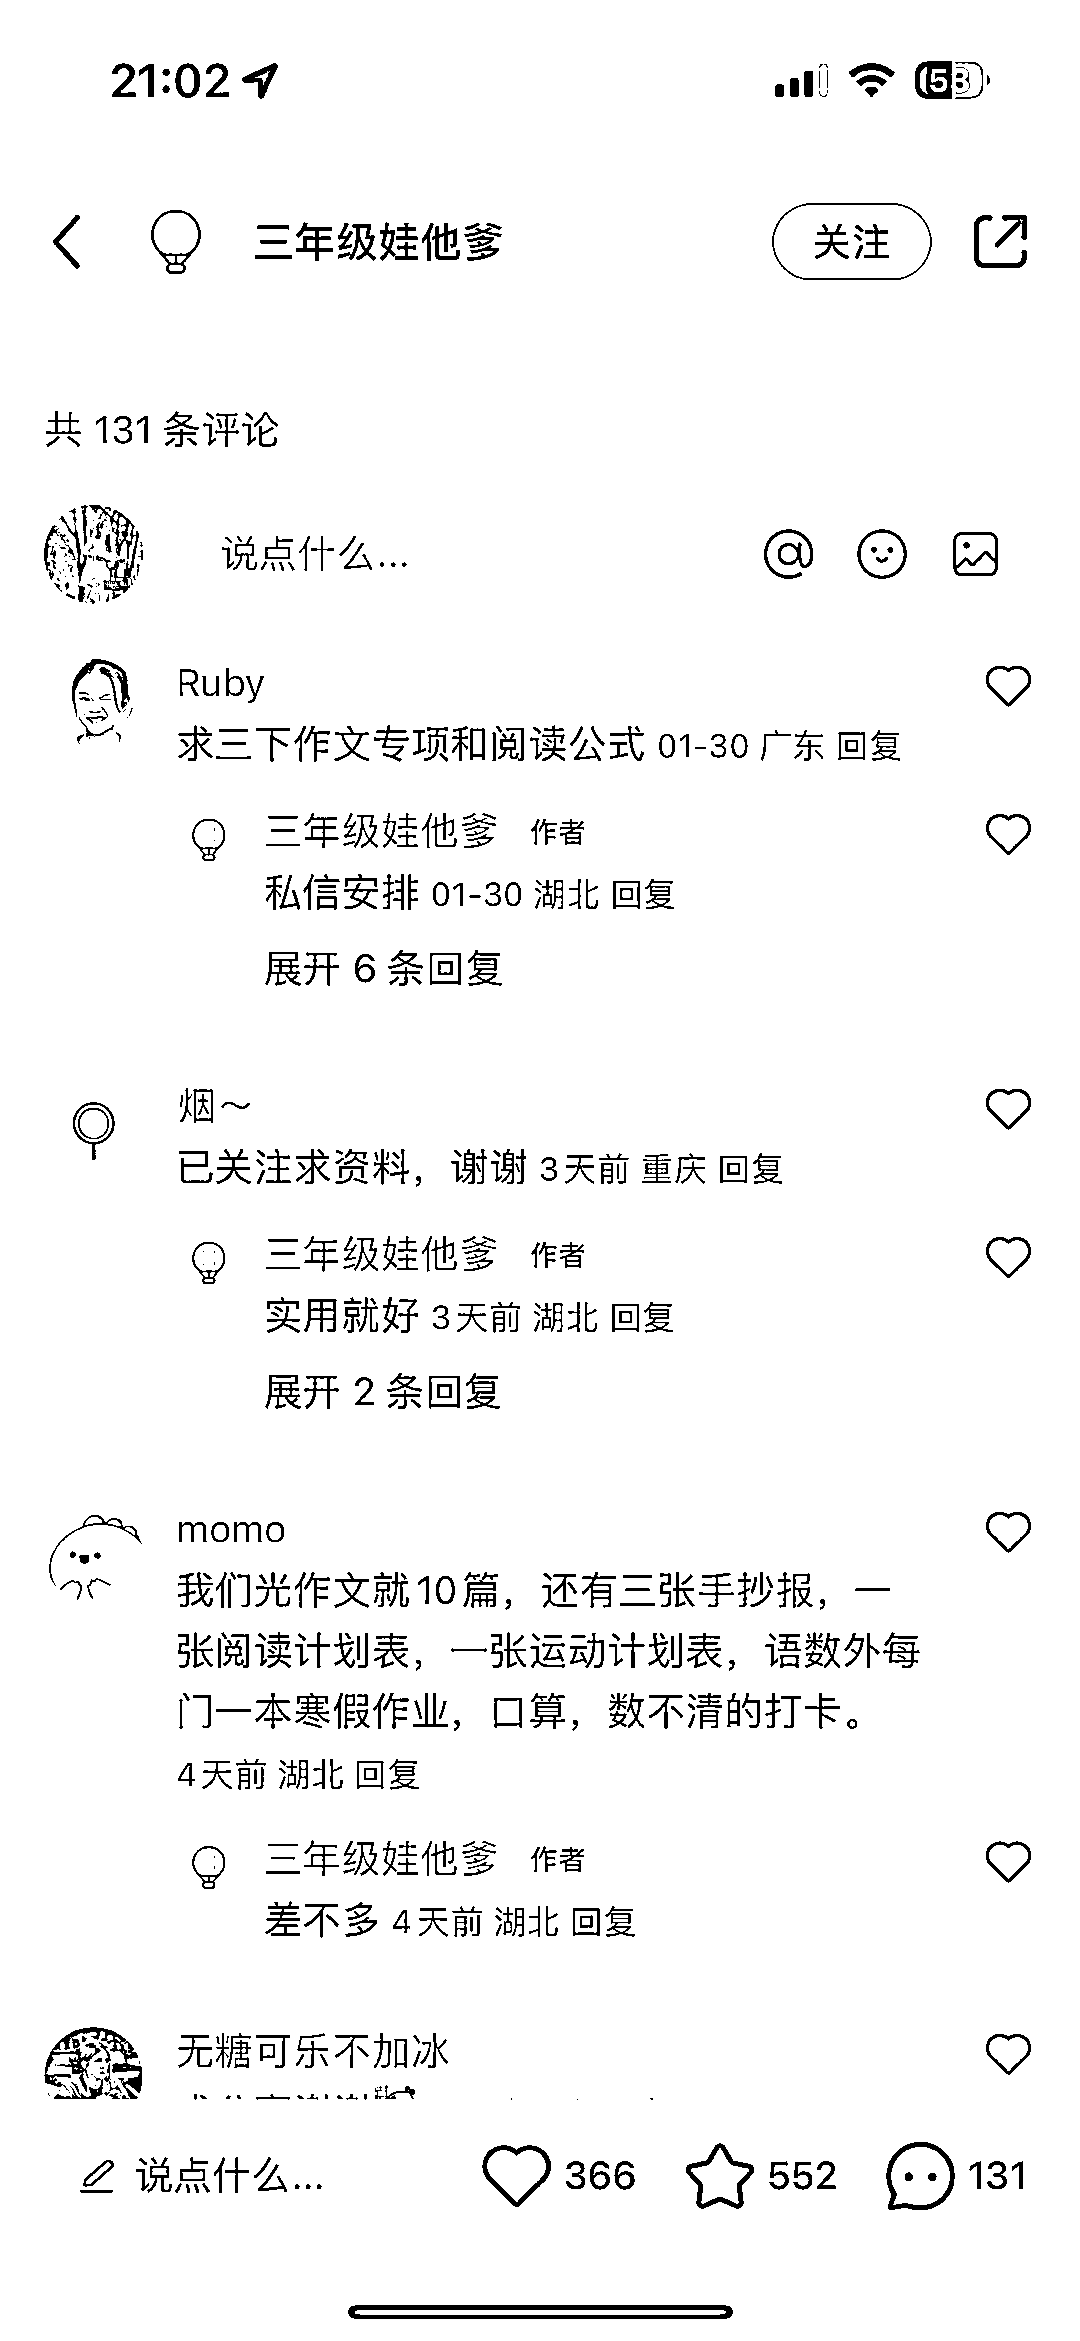 21:02
三年级娃他爹
关注
共 131 条评论
说点什么...
Ruby
求三下作文专项和阅读公式 01-30 广东 回复
三年级娃他爹 作者
私信安排 01-30 湖北 回复
展开 6 条回复
烟～
已关注求资料，谢谢 3天前 重庆 回复
三年级娃他爹 作者
实用就好 3天前 湖北 回复
展开 2 条回复
momo
我们光作文就10篇，还有三张手抄报，一
张阅读计划表，一张运动计划表，语数外每
门一本寒假作业，口算，数不清的打卡。
4天前 湖北 回复
三年级娃他爹 作者
差不多 4天前 湖北 回复
无糖可乐不加冰
说点什么...
366
552
131